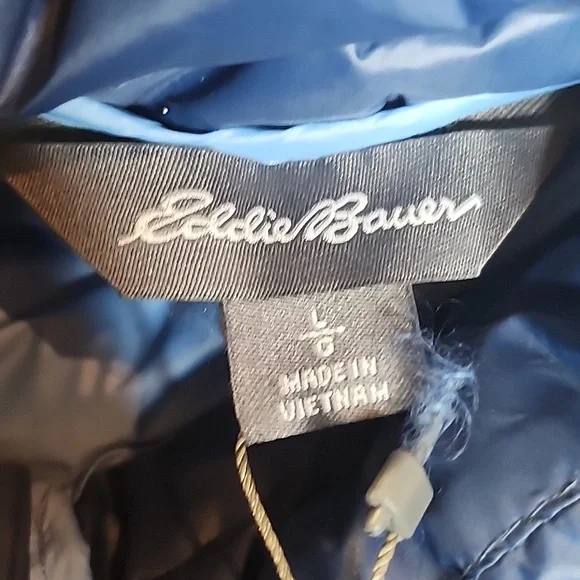 Eddie Bauer
L
G
MADE IN
VIETNAM